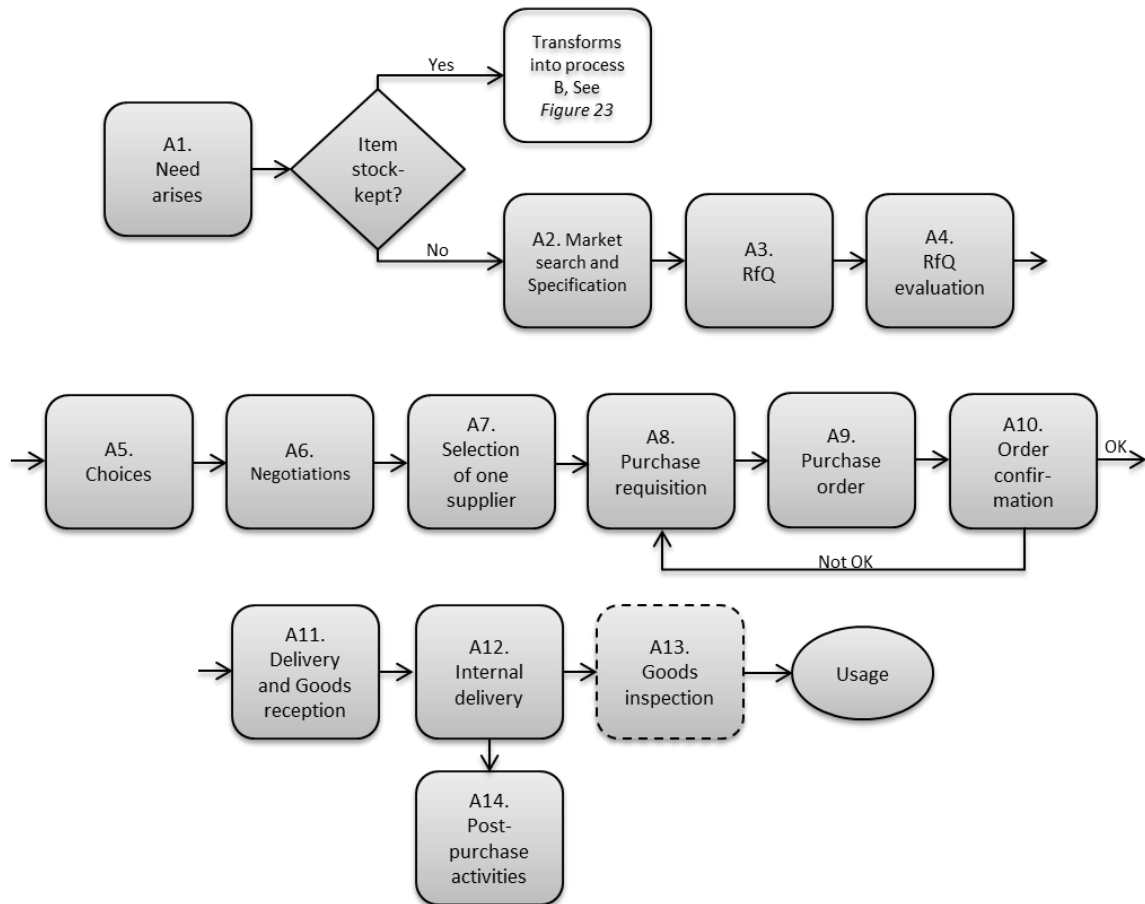 Transforms
into process
B, See
Figure 23
Yes
A1.
Need
arises
Item
stock-
kept?
No
A2. Market
search and
Specification
A3.
RfQ
A4.
RfQ
evaluation
A5.
Choices
A6.
Negotiations
A7.
Selection
of one
supplier
A8.
Purchase
requisition
A9.
Purchase
order
A10.
Order
confir-
mation
OK
Not OK
A11.
Delivery
and Goods
reception
A12.
Internal
delivery
A13.
Goods
inspection
Usage
A14.
Post-
purchase
activities